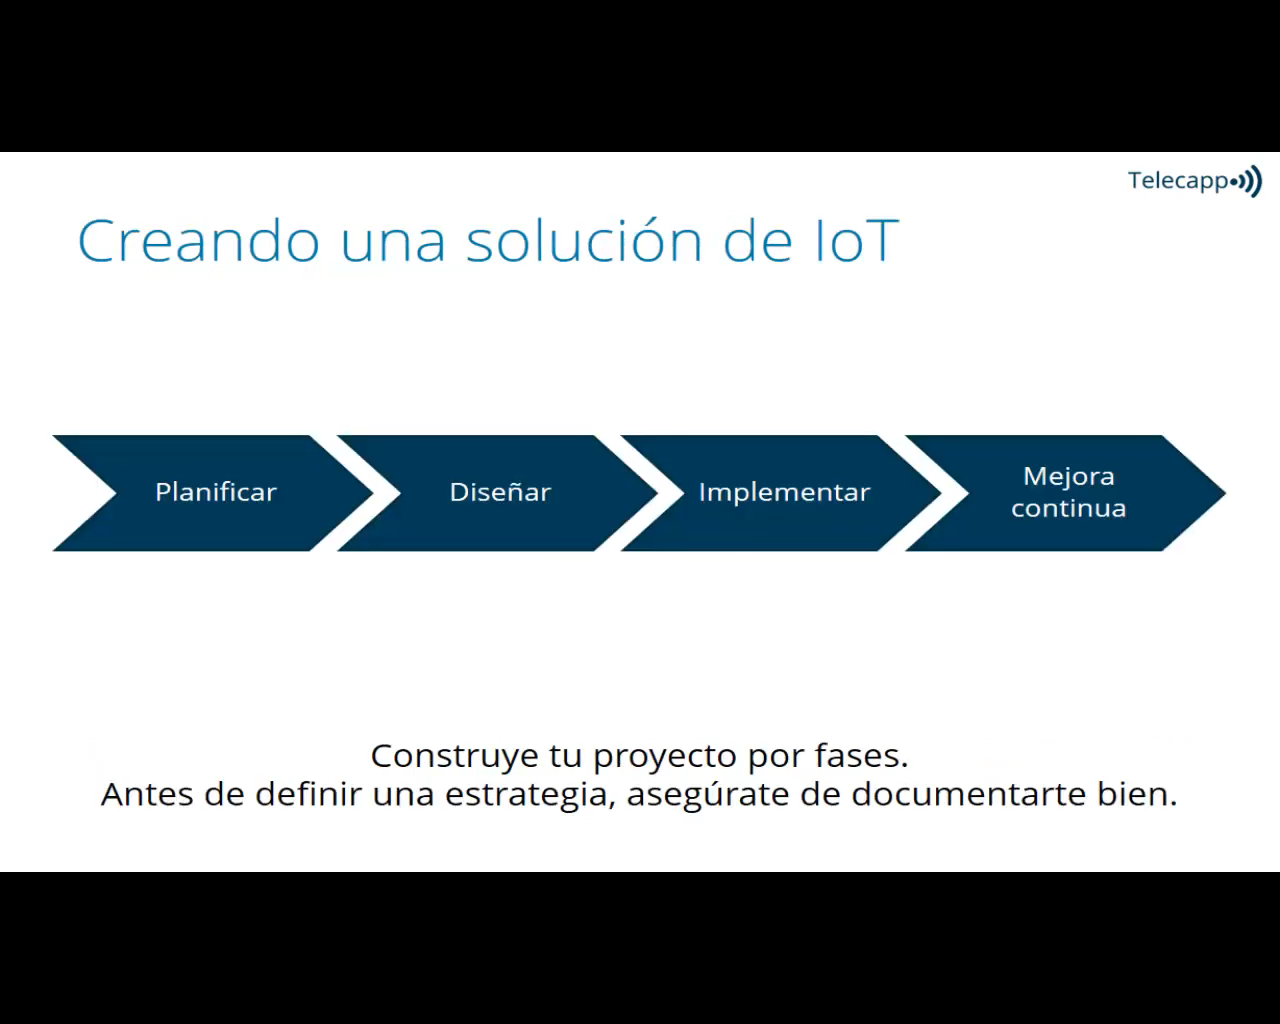 Telecapp
Creando una solución de IoT
Planificar
Diseñar
Implementar
Mejora
continua
Construye tu proyecto por fases.
Antes de definir una estrategia, asegúrate de documentarte bien.